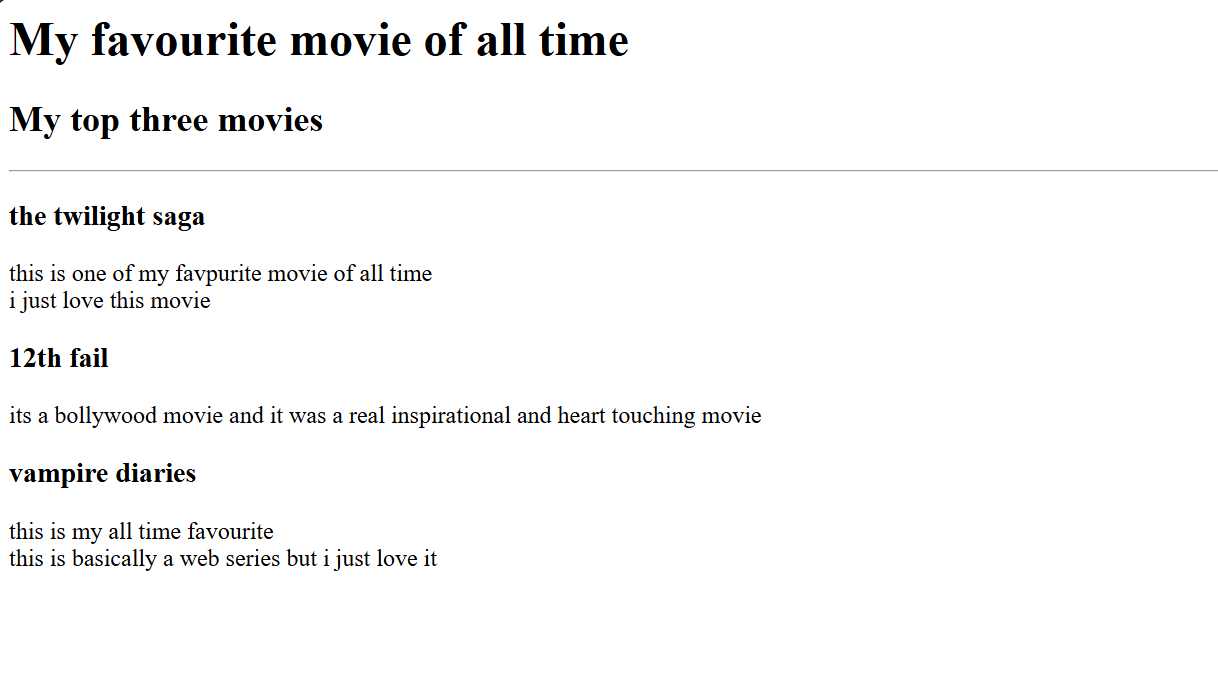 My favourite movie of all time
My top three movies
the twilight saga
this is one of my favpurite movie of all time
i just love this movie
12th fail
its a bollywood movie and it was a real inspirational and heart touching movie
vampire diaries
this is my all time favourite
this is basically a web series but i just love it